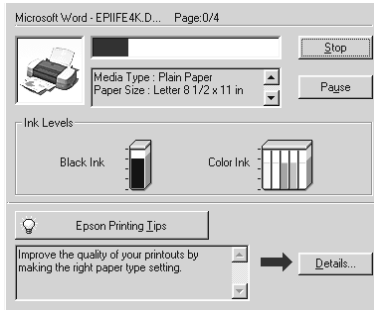 Microsoft Word - EPIIFE4K.D... Page:0/4
Stop
Media Type : Plain Paper
Paper Size : Letter 8 1/2 x 11 in
Pause
Ink Levels
Black Ink
Color Ink
Epson Printing Tips
Improve the quality of your printouts by
making the right paper type setting.
Details...